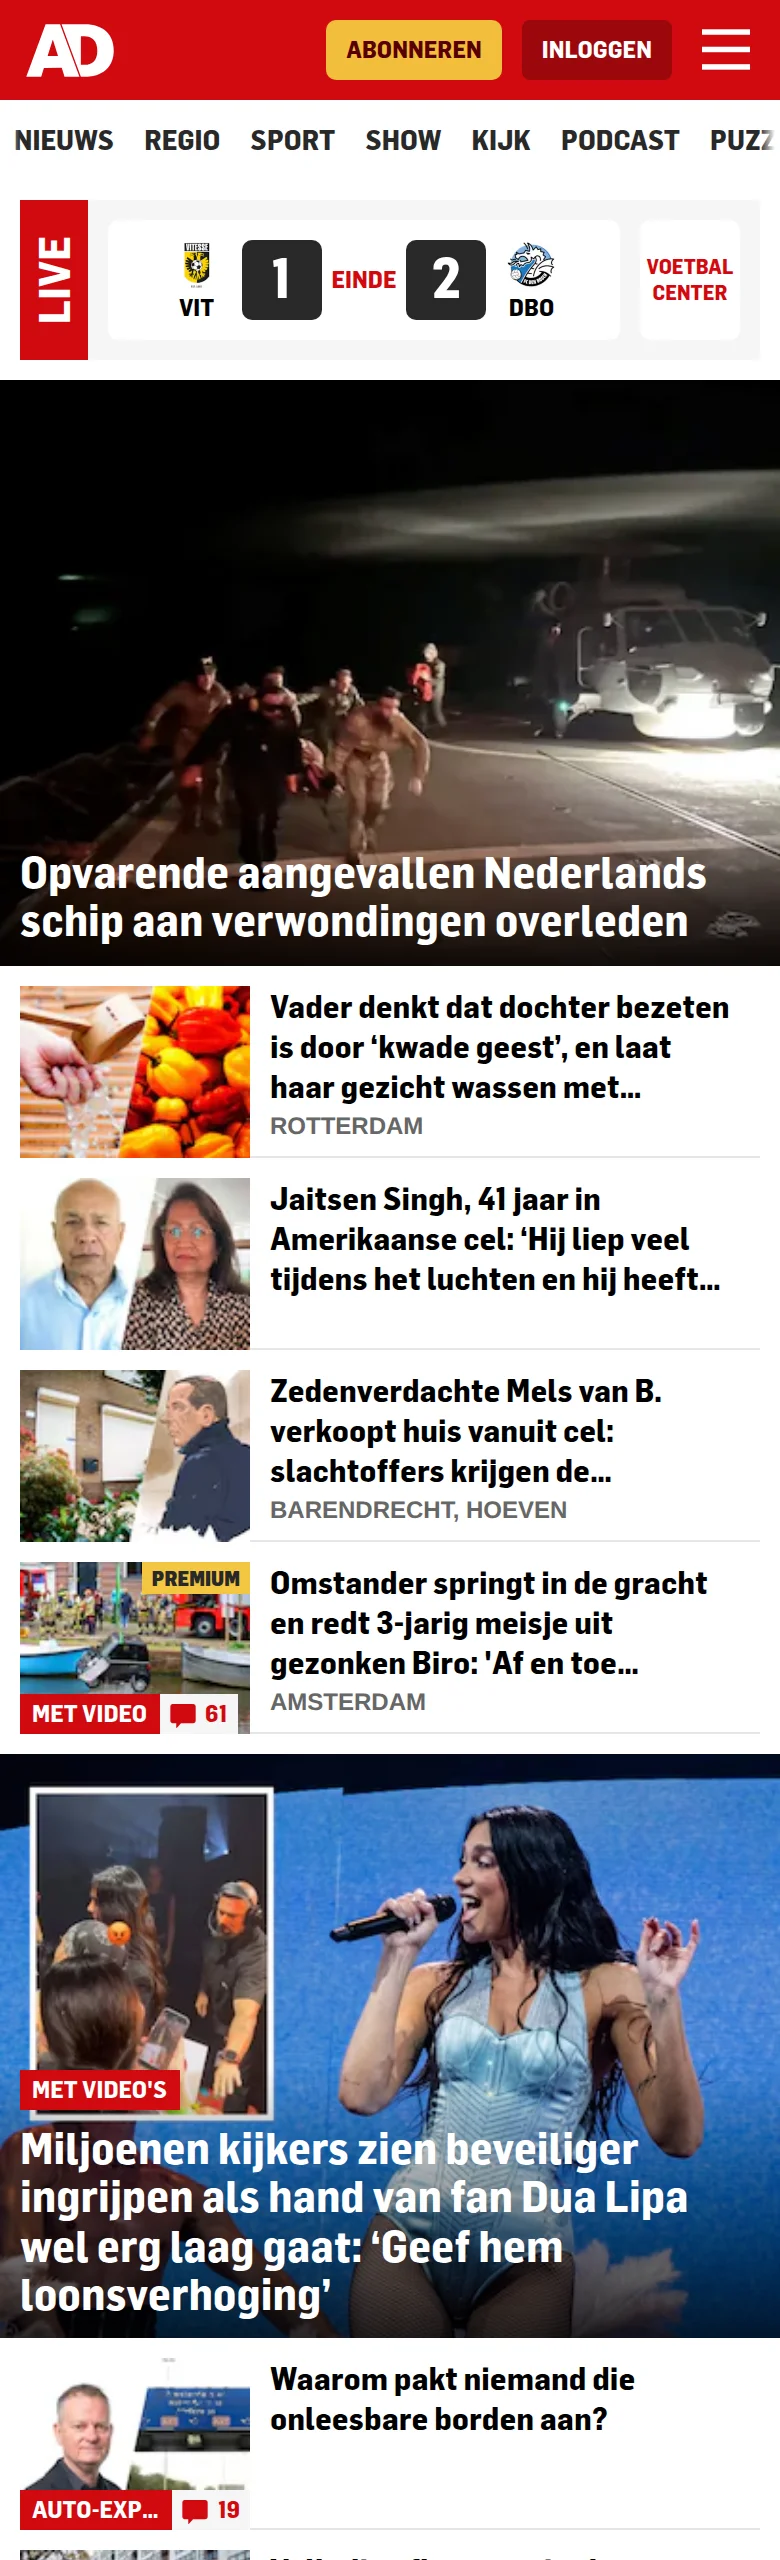 AD
ABONNEREN
INLOGGEN
NIEUWS REGIO SPORT SHOW KIJK PODCAST PUZZ
LIVE
VITESSE
VIT
1
EINDE
2
DBO
VOETBAL
CENTER
Opvarende aangevallen Nederlands
schip aan verwondingen overleden
Vader denkt dat dochter bezeten
is door ‘kwade geest’, en laat
haar gezicht wassen met...
ROTTERDAM
Jaitsen Singh, 41 jaar in
Amerikaanse cel: ‘Hij liep veel
tijdens het luchten en hij heeft...
Zedenverdachte Mels van B.
verkoopt huis vanuit cel:
slachtoffers krijgen de...
BARENDRECHT, HOEVEN
PREMIUM
MET VIDEO
61
Omstander springt in de gracht
en redt 3-jarig meisje uit
gezonken Biro: 'Af en toe...
AMSTERDAM
MET VIDEO'S
Miljoenen kijkers zien beveiliger
ingrijpen als hand van fan Dua Lipa
wel erg laag gaat: ‘Geef hem
loonsverhoging’
AUTO-EXP...
19
Waarom pakt niemand die
onleesbare borden aan?